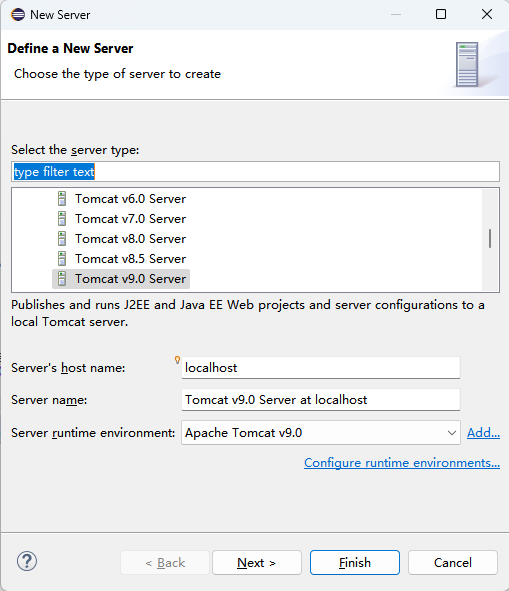 New Server
Define a New Server
Choose the type of server to create
Select the server type:
type filter text
Tomcat v6.0 Server
Tomcat v7.0 Server
Tomcat v8.0 Server
Tomcat v8.5 Server
Tomcat v9.0 Server
Publishes and runs J2EE and Java EE Web projects and server configurations to a
local Tomcat server.
Server's host name: localhost
Server name: Tomcat v9.0 Server at localhost
Server runtime environment: Apache Tomcat v9.0 Add...
Configure runtime environments...
? < Back Next > Finish Cancel